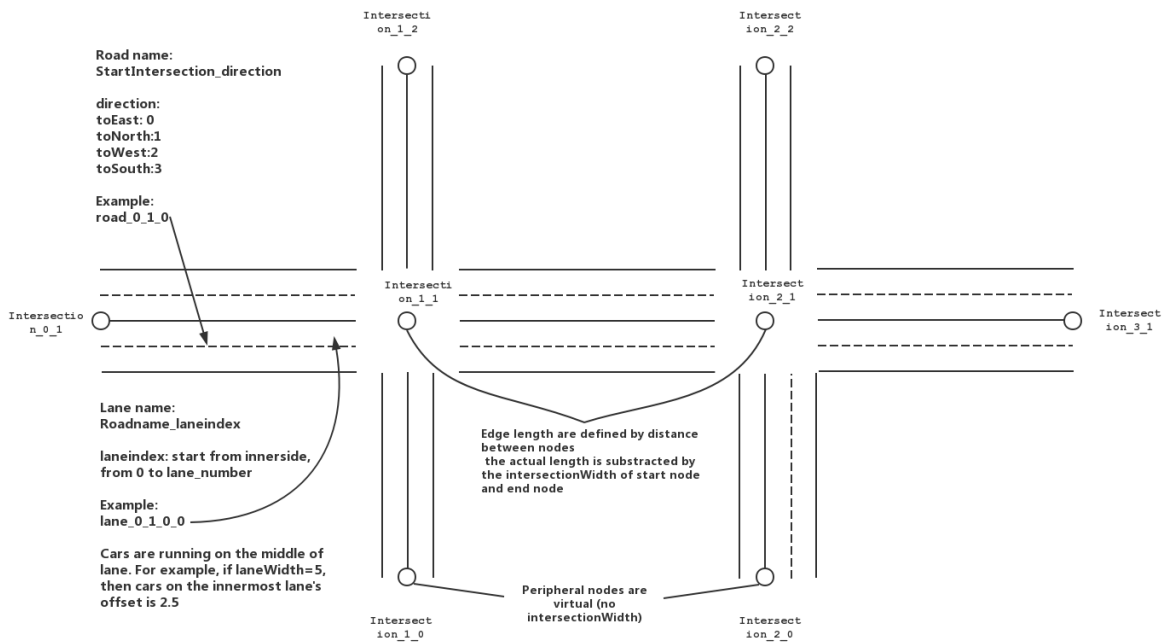 Intersecti
on_1_2
Intersect
ion_2_2
Road name:
StartIntersection_direction
direction:
toEast: 0
toNorth:1
toWest:2
toSouth:3
Example:
road_0_1_0
Intersectio
n_0_1
Intersecti
on_1_1
Intersect
ion_2_1
Intersect
ion_3_1
Lane name:
Roadname_laneindex
laneindex: start from innerside,
from 0 to lane_number
Example:
lane_0_1_0_0
Cars are running on the middle of
lane. For example, if laneWidth=5,
then cars on the innermost lane's
offset is 2.5
Edge length are defined by distance
between nodes
the actual length is substracted by
the intersectionWidth of start node
and end node
Peripheral nodes are
virtual (no
intersectionWidth)
Intersect
ion_1_0
Intersect
ion_2_0